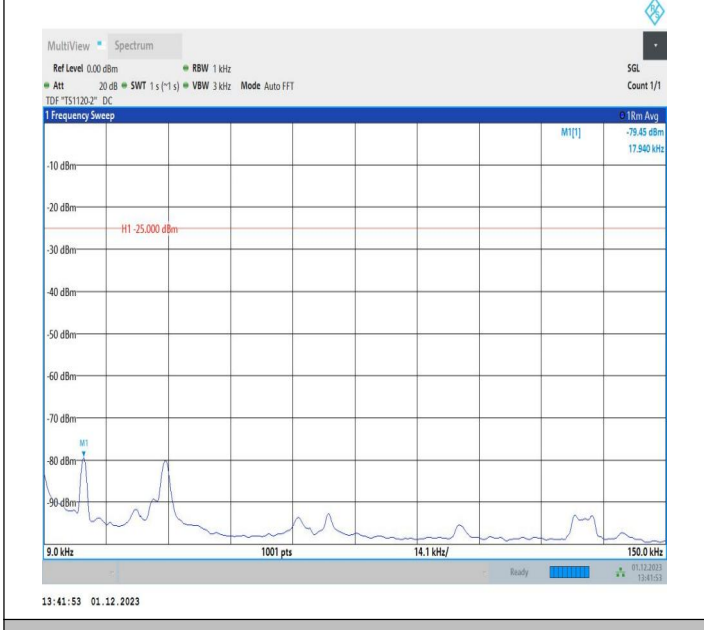 MultiView Spectrum
Ref Level 0.00 dBm RBW 1 kHz SGL
Att 20 dB SWT 1 s (~1 s) VBW 3 kHz Mode Auto FFT Count 1/1
TDF "TS1120-2" DC
1 Frequency Sweep 1Rm Avg
M1[1] -79.45 dBm
17.940 kHz
-10 dBm
-20 dBm
H1 -25.000 dBm
-30 dBm
-40 dBm
-50 dBm
-60 dBm
-70 dBm
M1
-80 dBm
-90 dBm
9.0 kHz 1001 pts 14.1 kHz/ 150.0 kHz
Ready 01.12.2023
13:41:53
13:41:53 01.12.2023